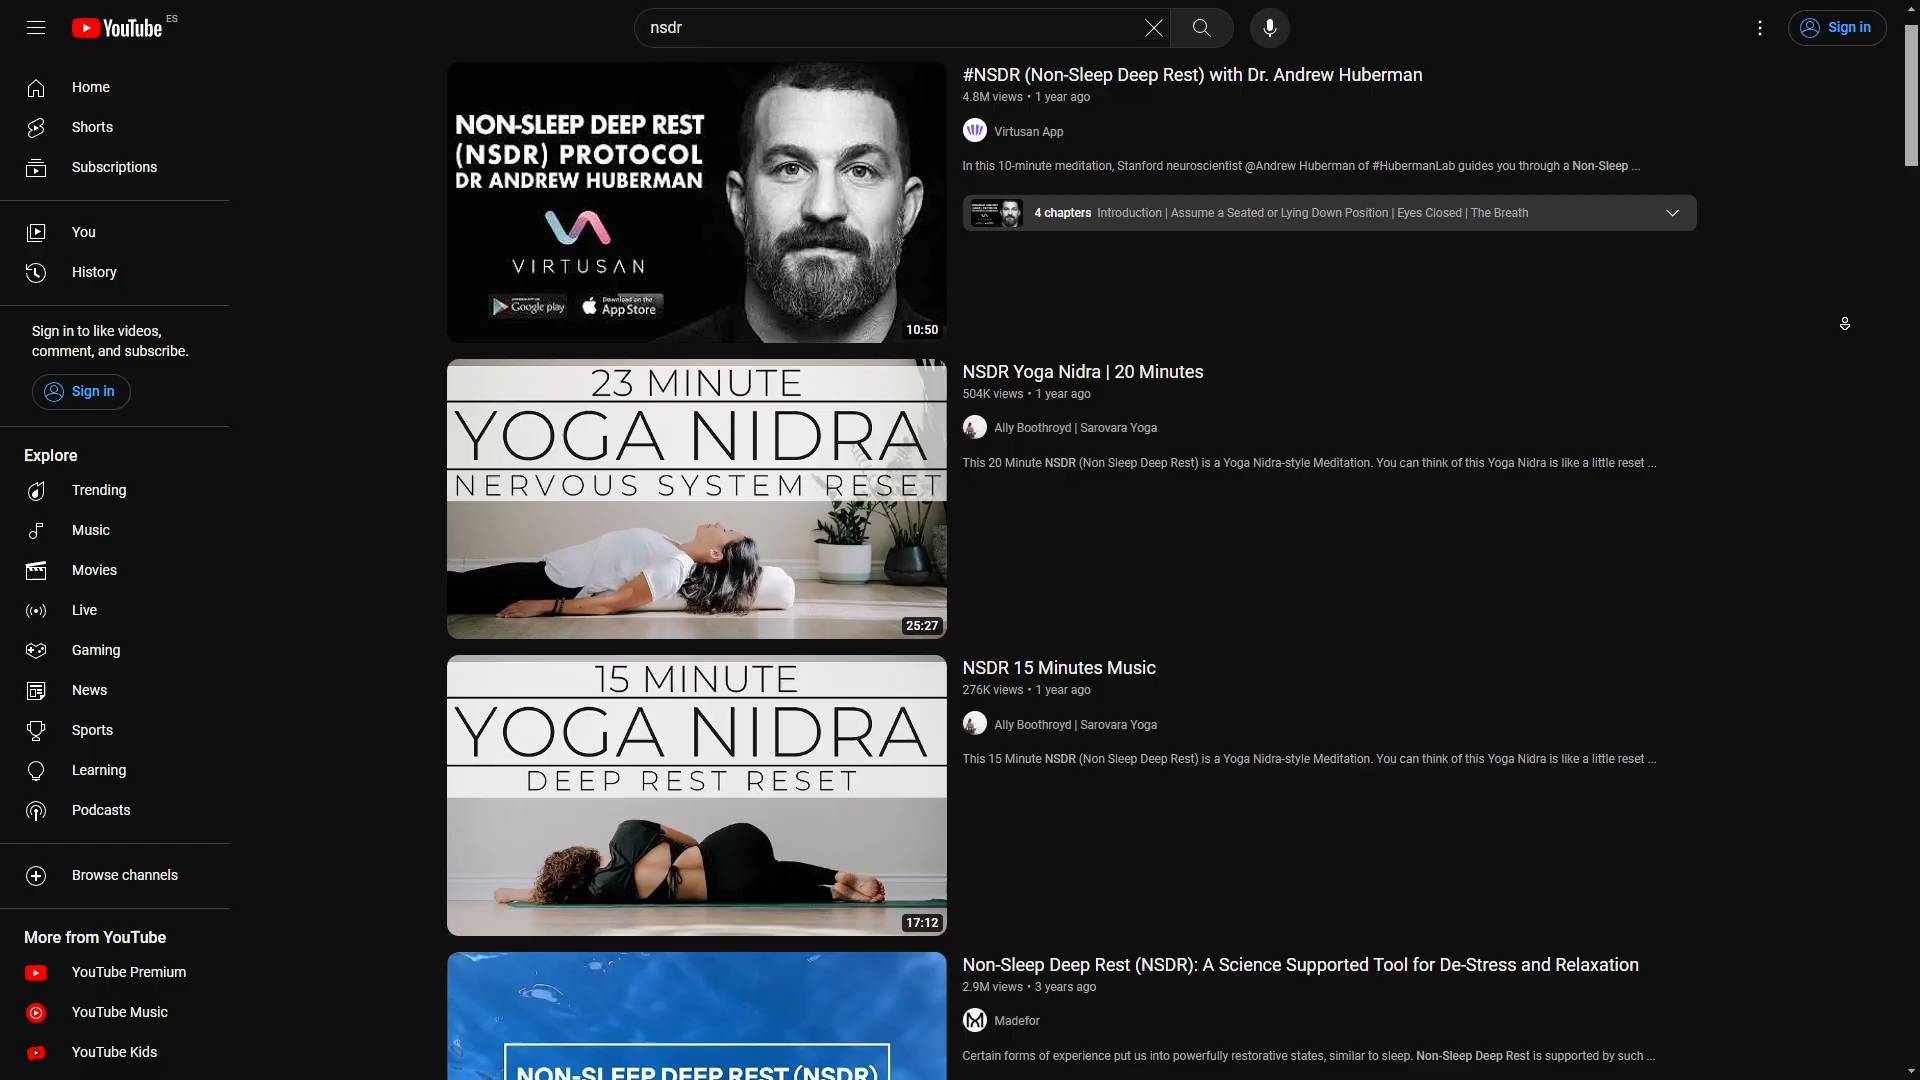 YouTube ES
nsdr
Sign in
Home
Shorts
Subscriptions
You
History
Sign in to like videos,
comment, and subscribe.
Sign in
Explore
Trending
Music
Movies
Live
Gaming
News
Sports
Learning
Podcasts
Browse channels
More from YouTube
YouTube Premium
YouTube Music
YouTube Kids
NON-SLEEP DEEP REST
(NSDR) PROTOCOL
DR ANDREW HUBERMAN
VIRTUSAN
Google play
Download on the
App Store
10:50
#NSDR (Non-Sleep Deep Rest) with Dr. Andrew Huberman
4.8M views • 1 year ago
Virtusan App
In this 10-minute meditation, Stanford neuroscientist @Andrew Huberman of #HubermanLab guides you through a Non-Sleep ...
4 chapters Introduction | Assume a Seated or Lying Down Position | Eyes Closed | The Breath
23 MINUTE
YOGA NIDRA
NERVOUS SYSTEM RESET
25:27
NSDR Yoga Nidra | 20 Minutes
504K views • 1 year ago
Ally Boothroyd | Sarovara Yoga
This 20 Minute NSDR (Non Sleep Deep Rest) is a Yoga Nidra-style Meditation. You can think of this Yoga Nidra is like a little reset ...
15 MINUTE
YOGA NIDRA
DEEP REST RESET
17:12
NSDR 15 Minutes Music
276K views • 1 year ago
Ally Boothroyd | Sarovara Yoga
This 15 Minute NSDR (Non Sleep Deep Rest) is a Yoga Nidra-style Meditation. You can think of this Yoga Nidra is like a little reset ...
NON-SLEEP DEEP REST (NSDR)
Non-Sleep Deep Rest (NSDR): A Science Supported Tool for De-Stress and Relaxation
2.9M views • 3 years ago
Madefor
Certain forms of experience put us into powerfully restorative states, similar to sleep. Non-Sleep Deep Rest is supported by such ...